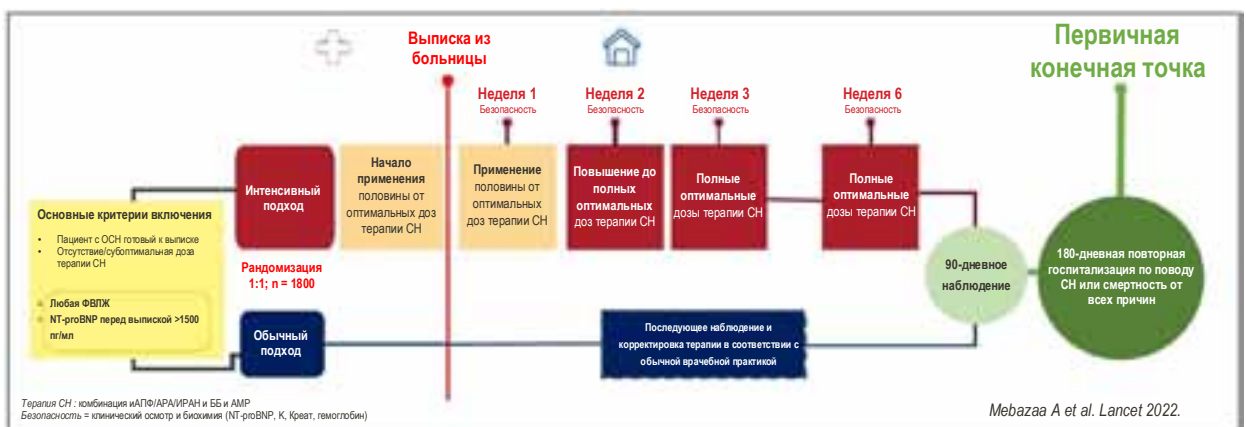 Выписка из
больницы
Первичная
конечная точка
Неделя 1
Безопасность
Неделя 2
Безопасность
Неделя 3
Безопасность
Неделя 6
Безопасность
Основные критерии включения
• Пациент с ОСН готовый к выписке
• Отсутствие/субоптимальная доза
терапии СН
Любая ФВЛЖ
NT-proBNP перед выпиской >1500
пг/мл
Интенсивный
подход
Рандомизация
1:1; n = 1800
Обычный
подход
Начало
применения
половины от
оптимальных доз
терапии СН
Применение
половины от
оптимальных
доз терапии СН
Повышение до
полных
оптимальных
доз терапии СН
Полные
оптимальные
дозы терапии СН
Полные
оптимальные
дозы терапии СН
Последующее наблюдение и
корректировка терапии в соответствии с
обычной врачебной практикой
90-дневное
наблюдение
180-дневная повторная
госпитализация по поводу
СН или смертность от
всех причин
Терапия СН : комбинация иАПФ/АРА/ИРАН и ББ и АМР
Безопасность = клинический осмотр и биохимия (NT-proBNP, K, Креат, гемоглобин)
Mebazaa A et al. Lancet 2022.